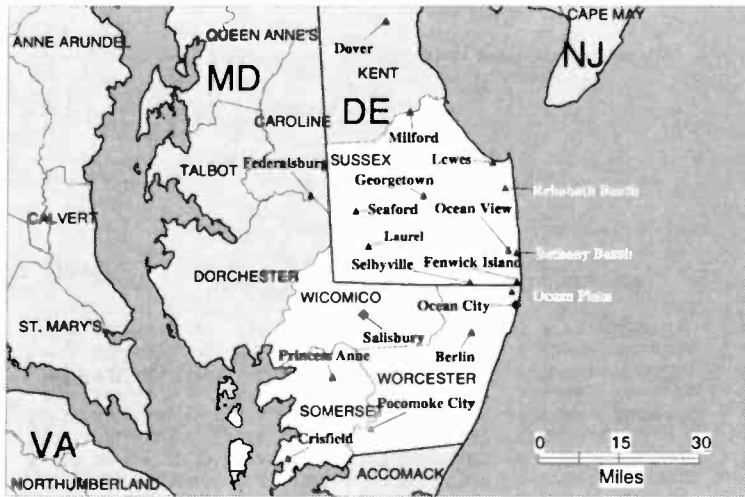 CAPE MAY
ANNE ARUNDEL
QUEEN ANNE'S
Dover
NJ
KENT
MD
DE
CAROLINE
Milford
TALBOT
Federalsburg
SUSSEX
Lewes
Georgetown
Rehoboth Beach
CALVERT
Seaford
Ocean View
Laurel
Bethany Beach
DORCHESTER
Selbyville
Fenwick Island
WICOMICO
Ocean City
Ocean Pines
ST. MARY'S
Salisbury
Princess Anne
Berlin
WORCESTER
SOMERSET
Pocomoke City
VA
Crisfield
0 15 30
ACCOMACK
Miles
NORTHUMBERLAND